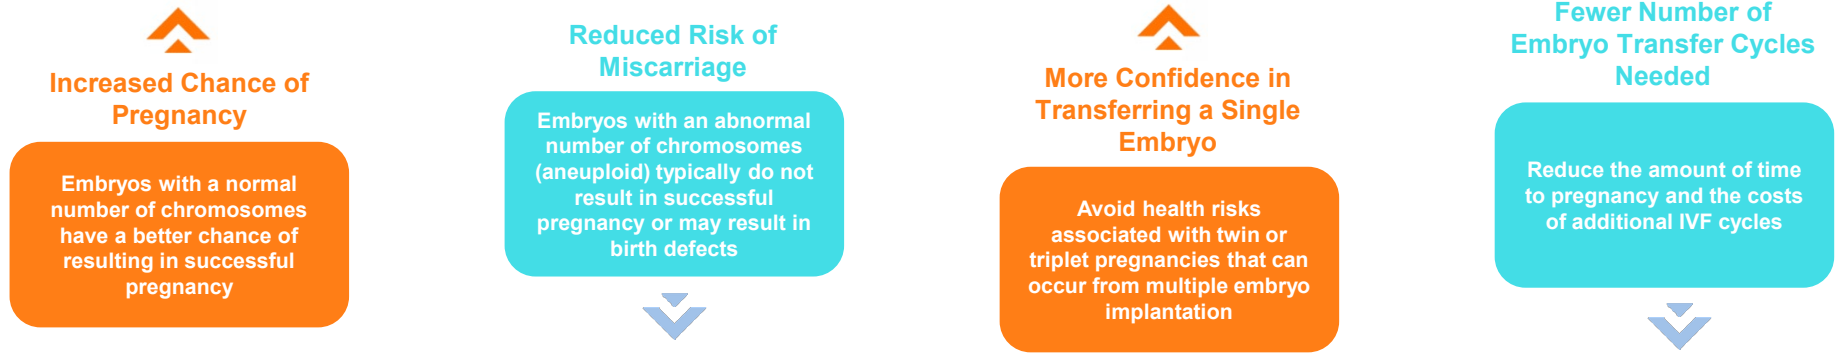 Increased Chance of
Pregnancy
Embryos with a normal
number of chromosomes
have a better chance of
resulting in successful
pregnancy
Reduced Risk of
Miscarriage
Embryos with an abnormal
number of chromosomes
(aneuploid) typically do not
result in successful
pregnancy or may result in
birth defects
More Confidence in
Transferring a Single
Embryo
Avoid health risks
associated with twin or
triplet pregnancies that can
occur from multiple embryo
implantation
Fewer Number of
Embryo Transfer Cycles
Needed
Reduce the amount of time
to pregnancy and the costs
of additional IVF cycles